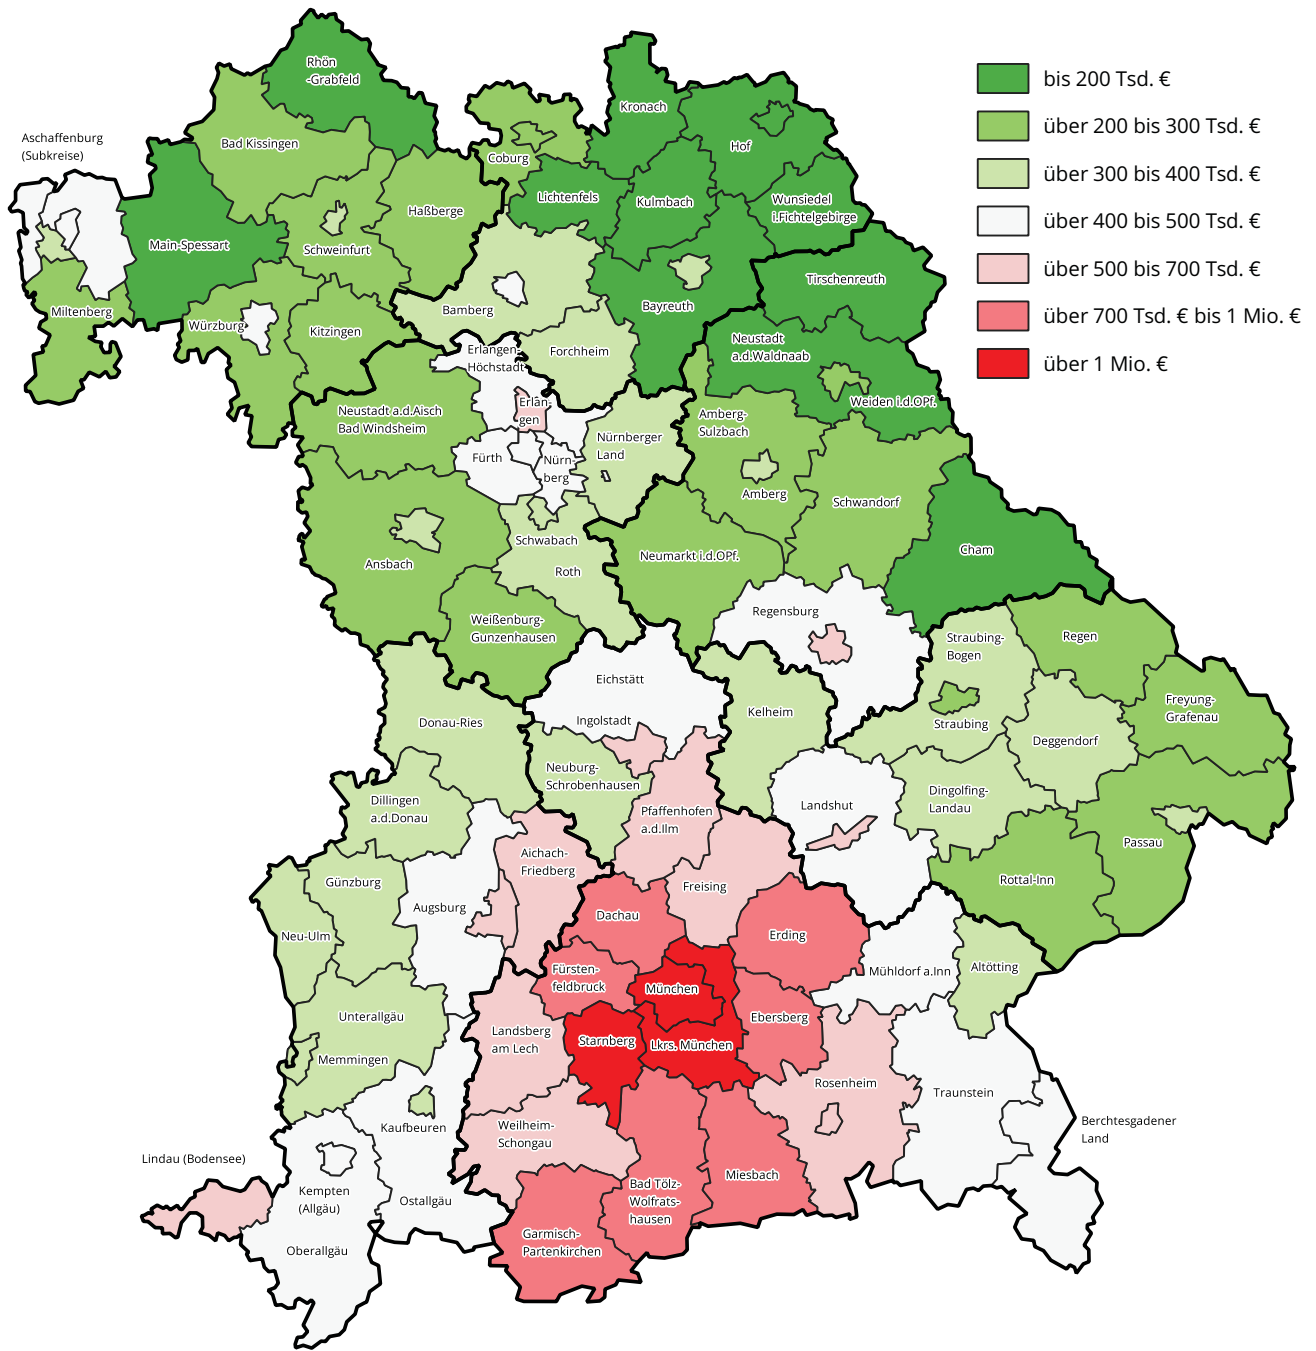 bis 200 Tsd. €
über 200 bis 300 Tsd. €
über 300 bis 400 Tsd. €
über 400 bis 500 Tsd. €
über 500 bis 700 Tsd. €
über 700 Tsd. € bis 1 Mio. €
über 1 Mio. €
Rhön
-Grabfeld
Kronach
Aschaffenburg
(Subkreise)
Bad Kissingen
Coburg
Hof
Lichtenfels
Kulmbach
Wunsiedel
i.Fichtelgebirge
Haßberge
Main-Spessart
Schweinfurt
Tirschenreuth
Miltenberg
Würzburg
Kitzingen
Bamberg
Bayreuth
Forchheim
Erlangen-
Höchstadt
Neustadt
a.d.Waldnaab
Weiden i.d.OPf.
Neustadt a.d.Aisch
Bad Windsheim
Erlan-
gen
Amberg-
Sulzbach
Nürnberger
Land
Fürth
Nürn-
berg
Amberg
Schwandorf
Schwabach
Ansbach
Roth
Neumarkt i.d.OPf.
Cham
Weißenburg-
Gunzenhausen
Regensburg
Straubing-
Bogen
Regen
Eichstätt
Ingolstadt
Kelheim
Donau-Ries
Straubing
Freyung-
Grafenau
Deggendorf
Neuburg-
Schrobenhausen
Dillingen
a.d.Donau
Pfaffenhofen
a.d.Ilm
Landshut
Dingolfing-
Landau
Passau
Aichach-
Friedberg
Günzburg
Augsburg
Freising
Rottal-Inn
Neu-Ulm
Dachau
Erding
Mühldorf a.Inn
Altötting
Fürsten-
feldbruck
München
Unterallgäu
Memmingen
Landsberg
am Lech
Starnberg
Lkrs. München
Ebersberg
Rosenheim
Traunstein
Berchtesgadener
Land
Kaufbeuren
Weilheim-
Schongau
Lindau (Bodensee)
Kempten
(Allgäu)
Ostallgäu
Oberallgäu
Bad Tölz-
Wolfrats-
hausen
Miesbach
Garmisch-
Partenkirchen